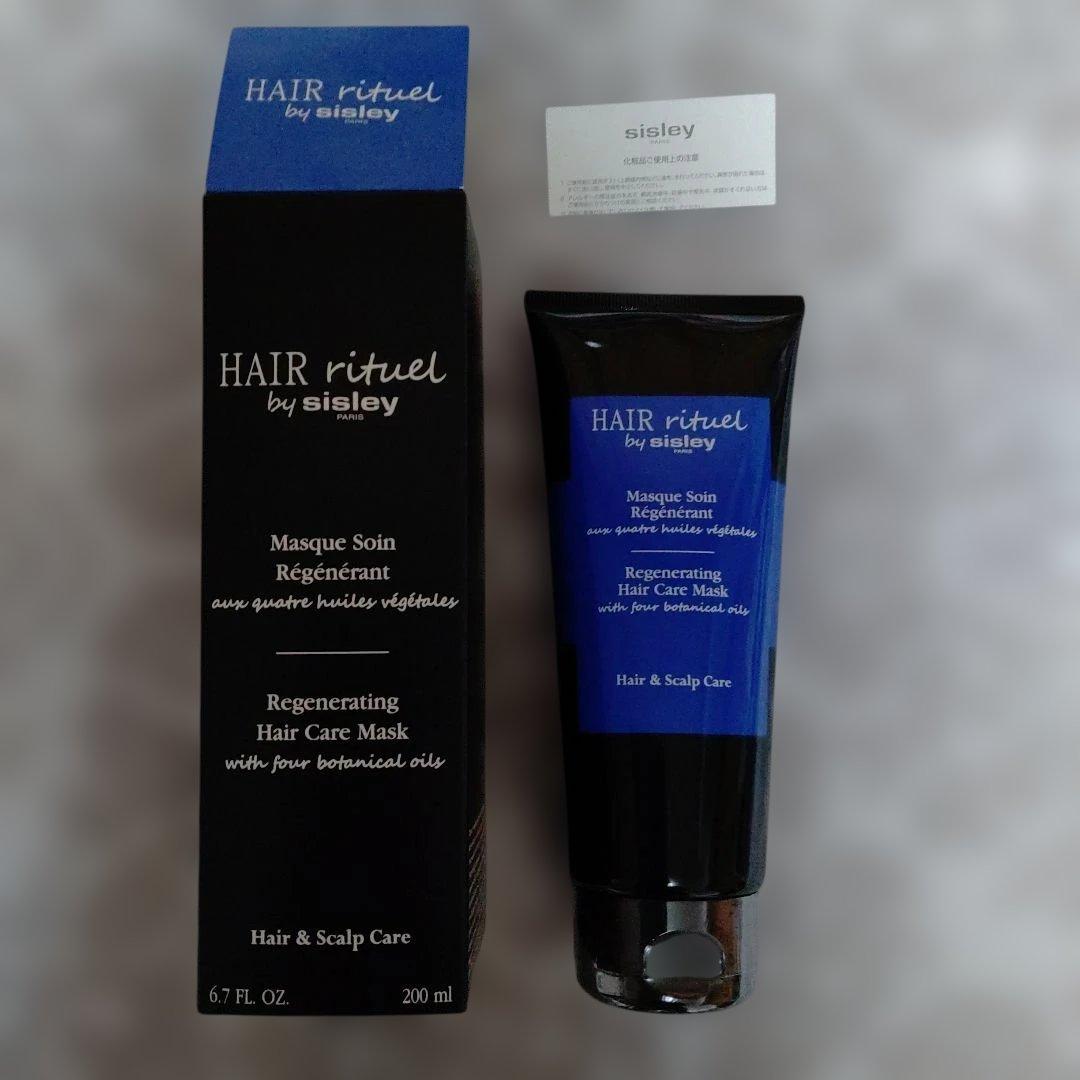 HAIR rituel
by sisley
PARIS
HAIR rituel
by sisley
PARIS
Masque Soin
Régénérant
aux quatre huiles végétales
Regenerating
Hair Care Mask
with four botanical oils
Hair & Scalp Care
6.7 FL. OZ.
200 ml
sisley
PARIS
化粧品ご使用上の注意
HAIR rituel
by sisley
PARIS
Masque Soin
Régénérant
aux quatre huiles végétales
Regenerating
Hair Care Mask
with four botanical oils
Hair & Scalp Care